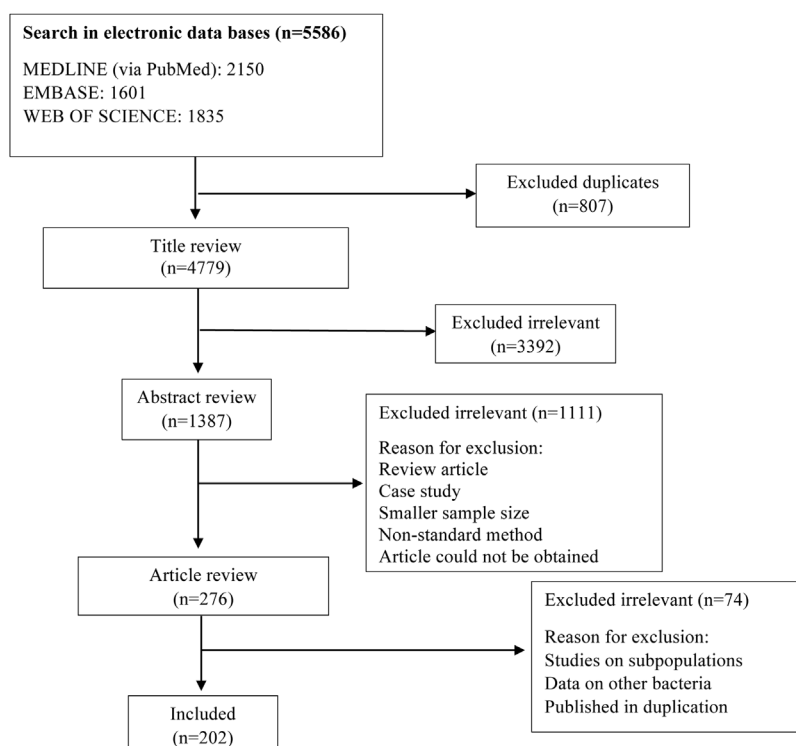 Search in electronic data bases (n=5586)
MEDLINE (via PubMed): 2150
EMBASE: 1601
WEB OF SCIENCE: 1835
Excluded duplicates
(n=807)
Title review
(n=4779)
Excluded irrelevant
(n=3392)
Abstract review
(n=1387)
Excluded irrelevant (n=1111)
Reason for exclusion:
Review article
Case study
Smaller sample size
Non-standard method
Article could not be obtained
Article review
(n=276)
Excluded irrelevant (n=74)
Reason for exclusion:
Studies on subpopulations
Data on other bacteria
Published in duplication
Included
(n=202)